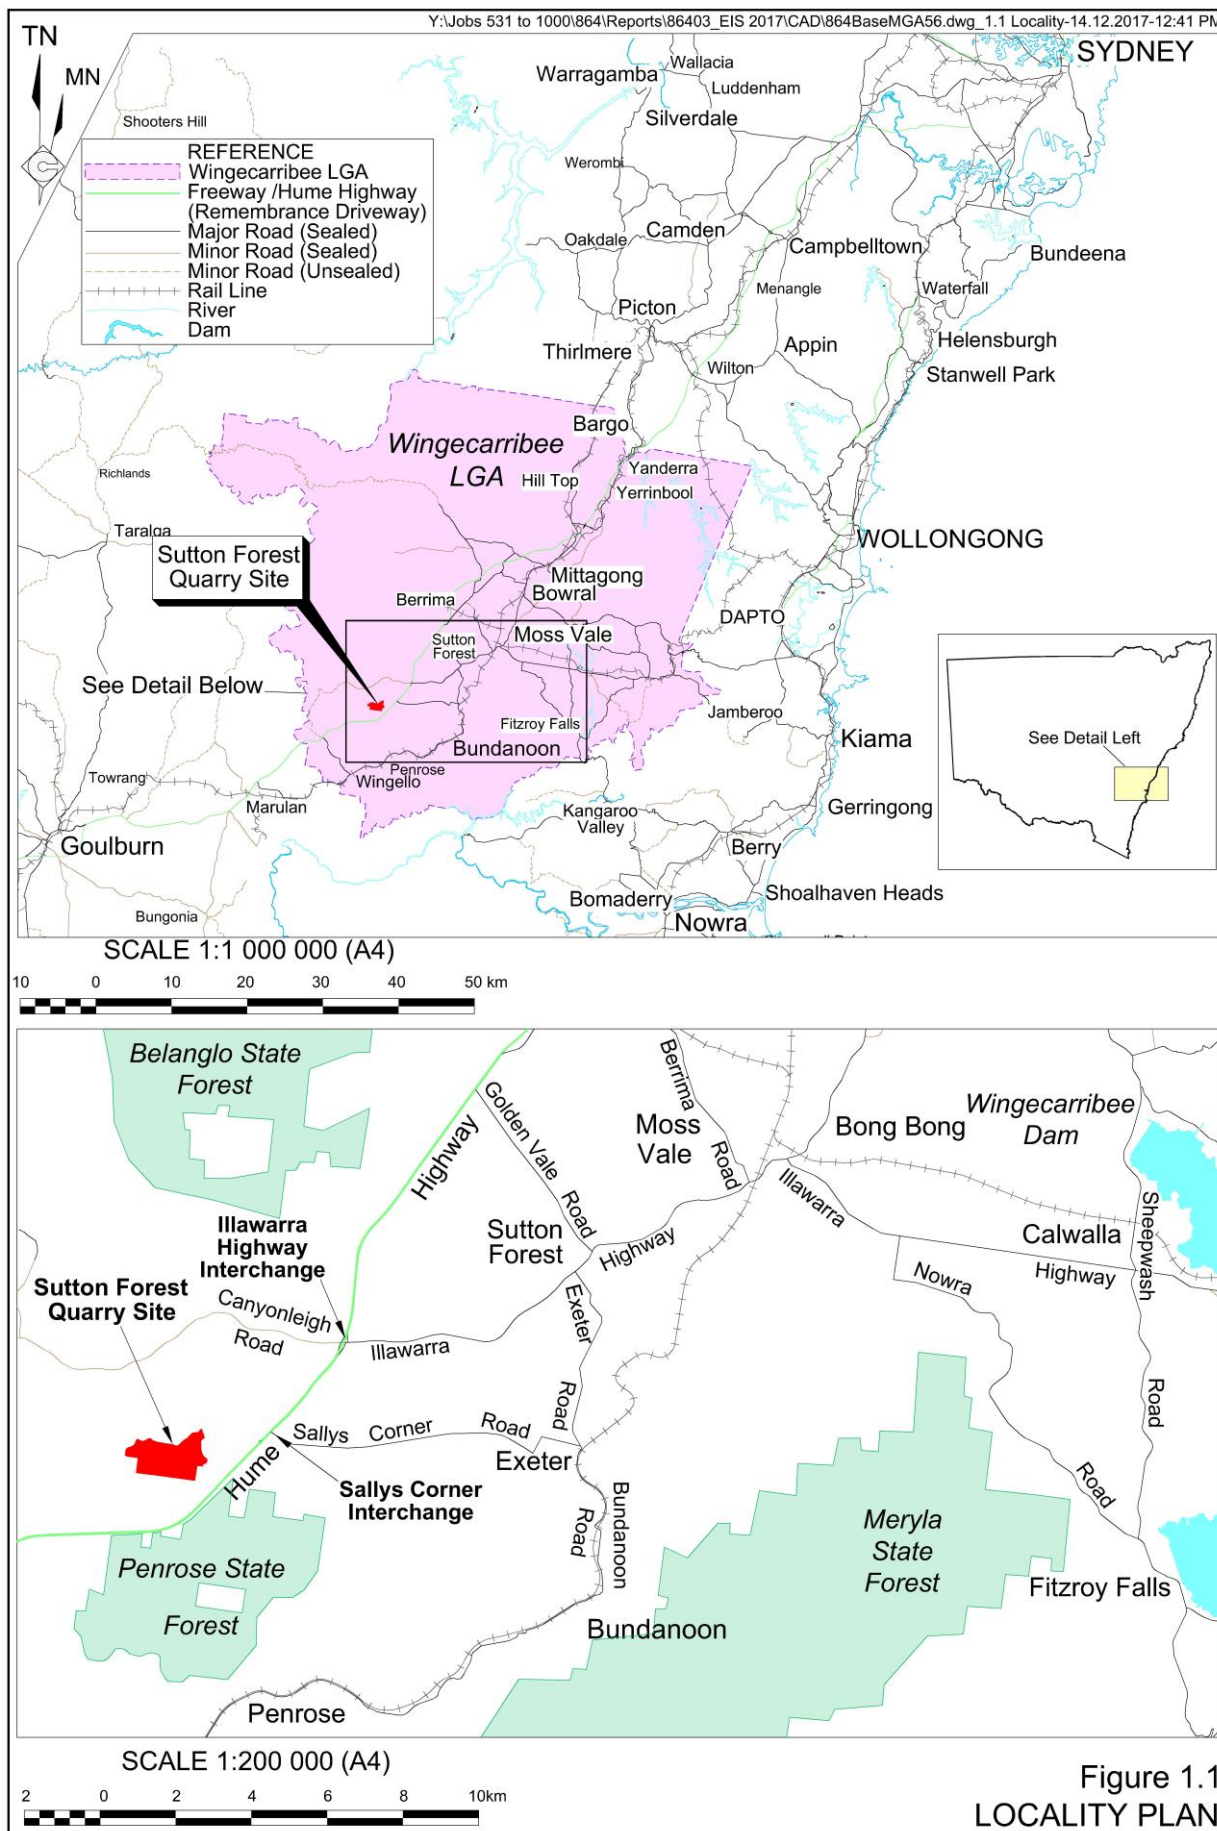 Y:\Jobs 531 to 1000\864\Reports\86403_EIS 2017\CAD\864BaseMGA56.dwg_1.1 Locality-14.12.2017-12:41 PM
TN
MN
REFERENCE
Wingecarribee LGA
Freeway /Hume Highway
(Remembrance Driveway)
Major Road (Sealed)
Minor Road (Sealed)
Minor Road (Unsealed)
Rail Line
River
Dam
SYDNEY
Wallacia
Warragamba
Luddenham
Silverdale
Shooters Hill
Werombi
Oakdale
Camden
Campbelltown
Bundeena
Menangle
Waterfall
Picton
Appin
Helensburgh
Thirlmere
Wilton
Stanwell Park
Bargo
Wingecarribee
LGA
Yanderra
Hill Top
Yerrinbool
Richlands
Taralga
WOLLONGONG
Sutton Forest
Quarry Site
Mittagong
Bowral
Berrima
DAPTO
Moss Vale
Sutton
Forest
See Detail Below
Jamberoo
Fitzroy Falls
Kiama
Bundanoon
Penrose
Wingello
Towrang
Marulan
Kangaroo
Valley
Gerringong
Goulburn
Berry
Bomaderry
Shoalhaven Heads
Bungonia
Nowra
See Detail Left
SCALE 1:1 000 000 (A4)
10 0 10 20 30 40 50 km
Belanglo State
Forest
Golden Vale Road
Highway
Berrima Road
Moss
Vale
Bong Bong
Wingecarribee
Dam
Illawarra
Highway
Interchange
Sutton
Forest
Highway
Illawarra
Calwalla
Sheepwash
Highway
Nowra
Sutton Forest
Quarry Site
Canyonleigh
Road
Illawarra
Exeter
Road
Sallys Corner Road
Exeter
Hume
Sallys Corner
Interchange
Bundanoon
Road
Road
Road
Meryla
State
Forest
Penrose State
Forest
Fitzroy Falls
Bundanoon
Penrose
SCALE 1:200 000 (A4)
2 0 2 4 6 8 10km
Figure 1.1
LOCALITY PLAN